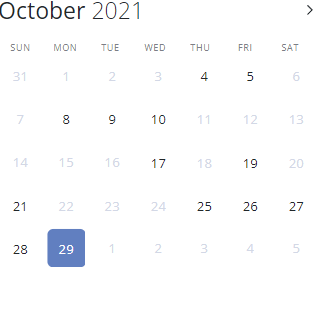 October 2021
SUN MON TUE WED THU FRI SAT
31 1 2 3 4 5 6
7 8 9 10 11 12 13
14 15 16 17 18 19 20
21 22 23 24 25 26 27
28 29 1 2 3 4 5